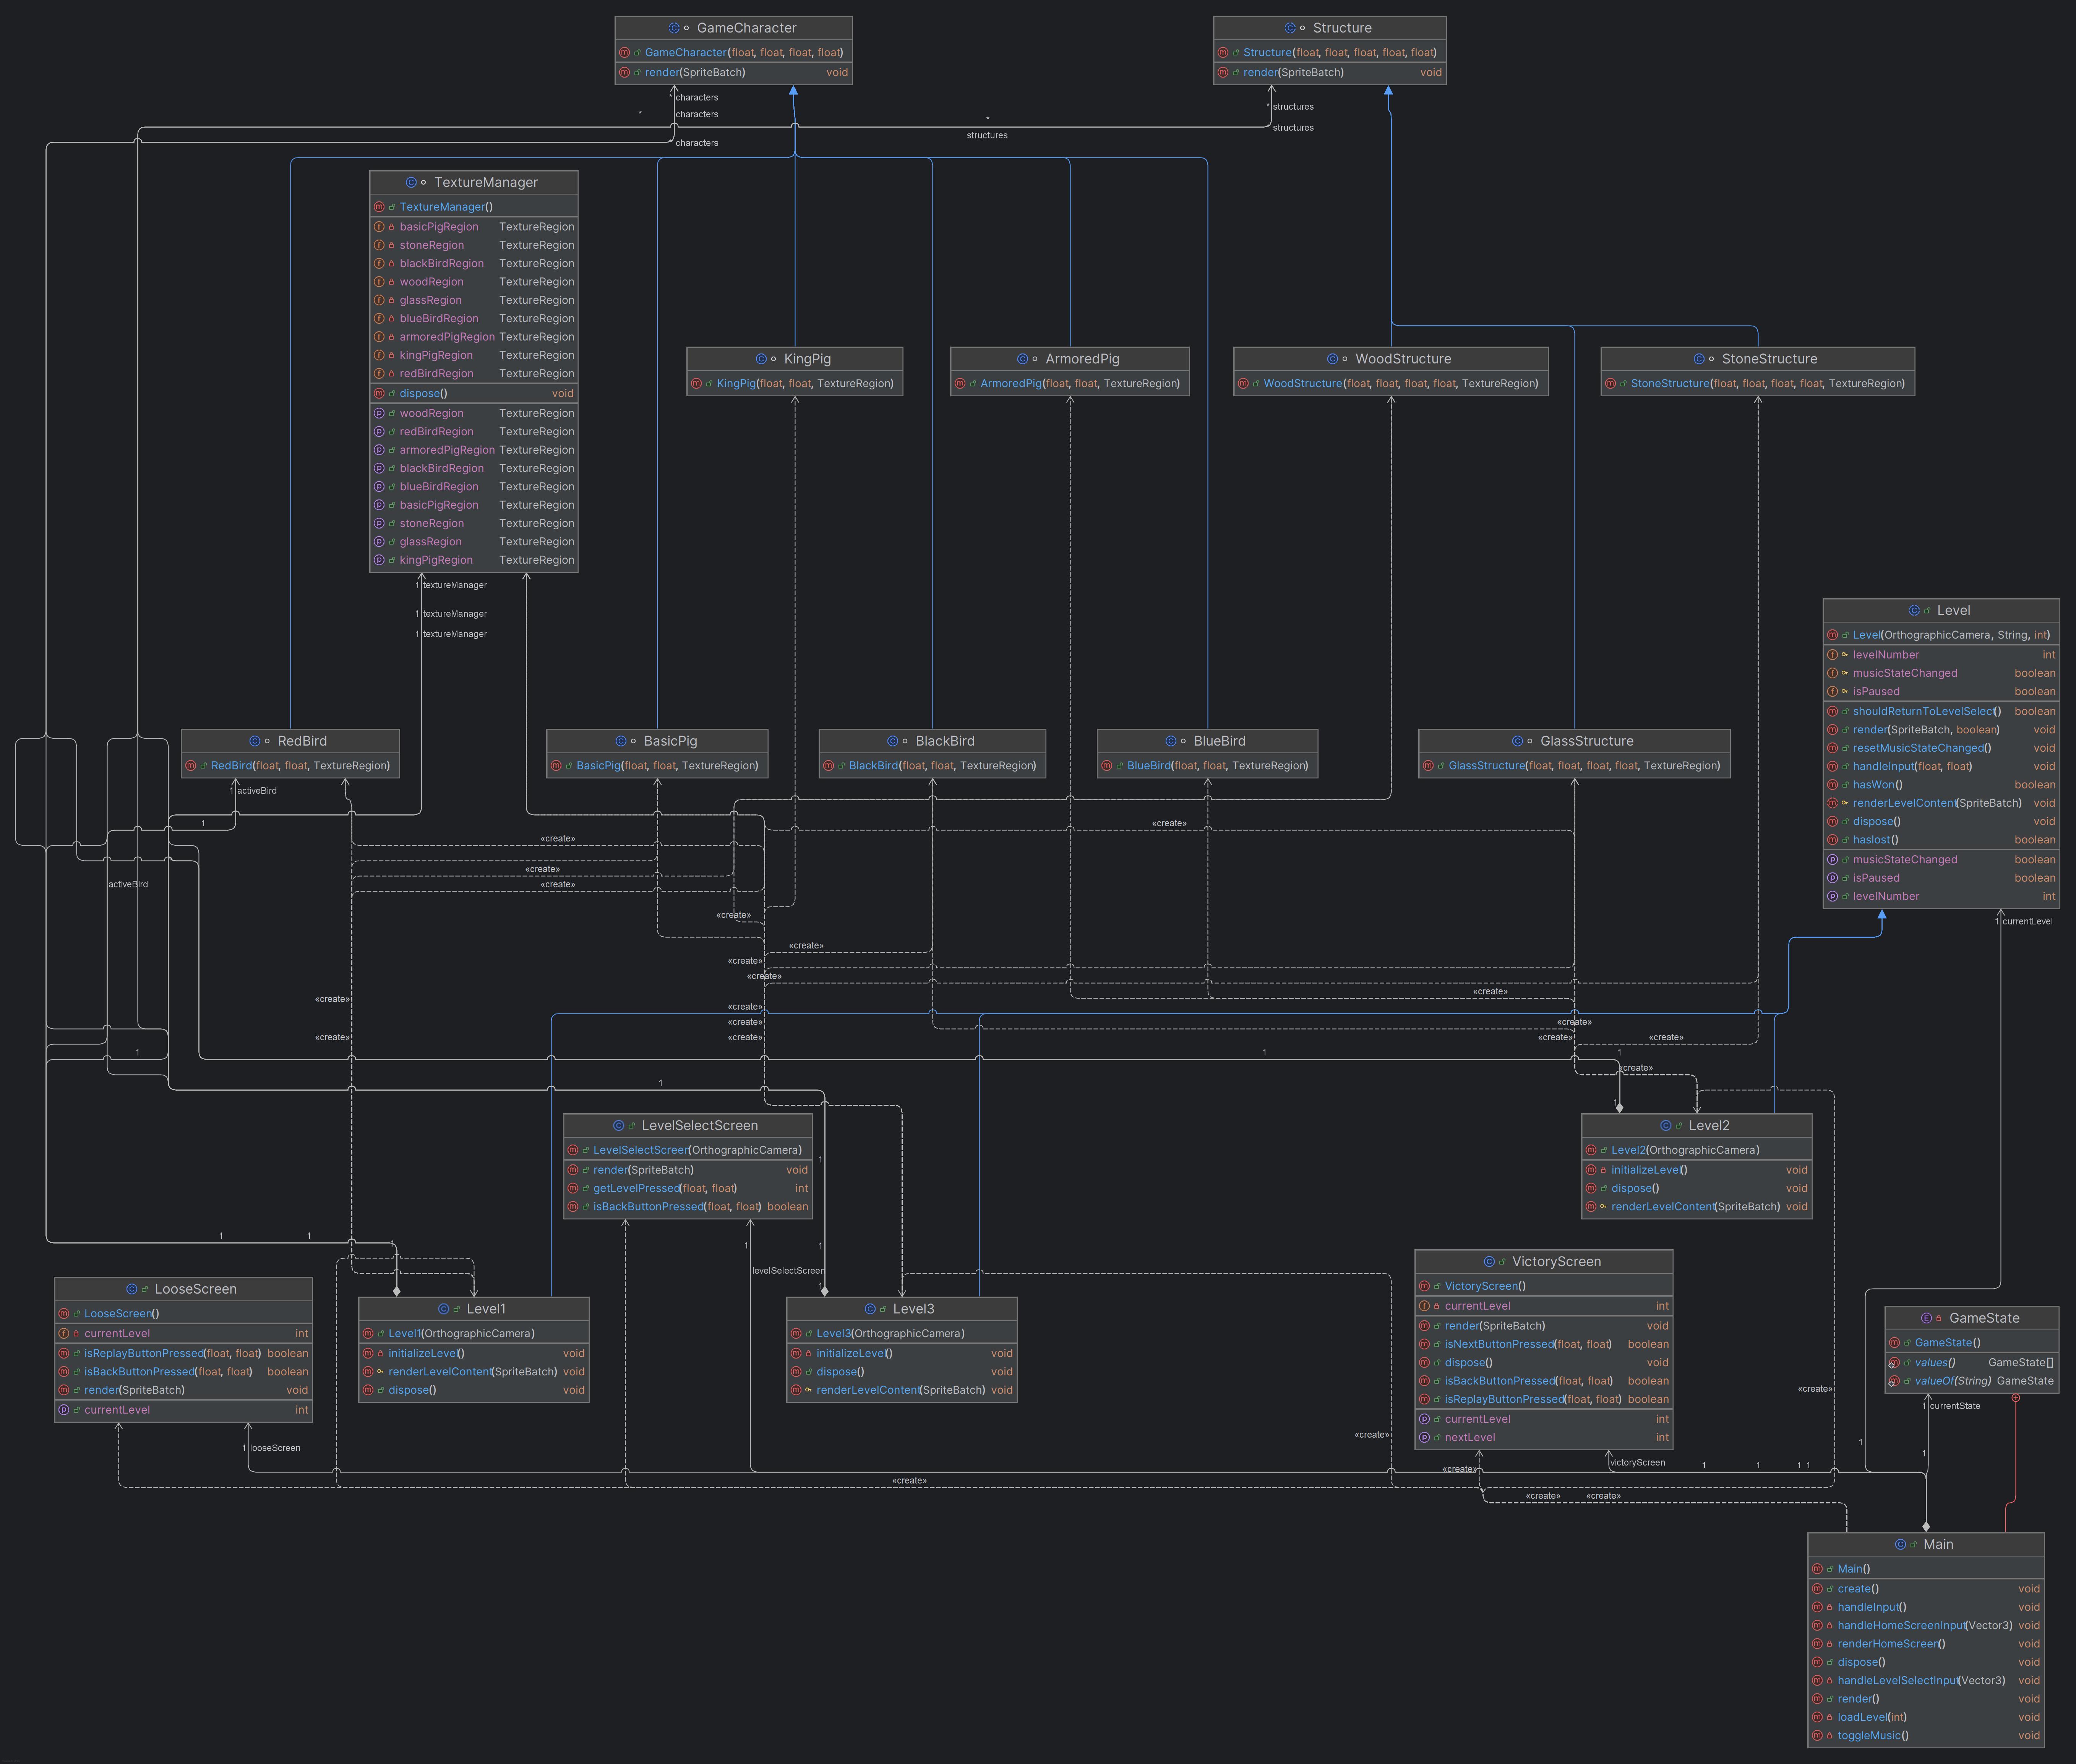 GameCharacter
GameCharacter(float, float, float, float)
render(SpriteBatch) void
Structure
Structure(float, float, float, float, float)
render(SpriteBatch) void
* characters
* characters
* characters
* structures
* structures
* structures
TextureManager
TextureManager()
basicPigRegion TextureRegion
stoneRegion TextureRegion
blackBirdRegion TextureRegion
woodRegion TextureRegion
glassRegion TextureRegion
blueBirdRegion TextureRegion
armoredPigRegion TextureRegion
kingPigRegion TextureRegion
redBirdRegion TextureRegion
dispose() void
woodRegion TextureRegion
redBirdRegion TextureRegion
armoredPigRegion TextureRegion
blackBirdRegion TextureRegion
blueBirdRegion TextureRegion
basicPigRegion TextureRegion
stoneRegion TextureRegion
glassRegion TextureRegion
kingPigRegion TextureRegion
KingPig
KingPig(float, float, TextureRegion)
ArmoredPig
ArmoredPig(float, float, TextureRegion)
WoodStructure
WoodStructure(float, float, float, float, TextureRegion)
StoneStructure
StoneStructure(float, float, float, float, TextureRegion)
1 textureManager
1 textureManager
1 textureManager
Level
Level(OrthographicCamera, String, int)
levelNumber int
musicStateChanged boolean
isPaused boolean
shouldReturnToLevelSelect() boolean
render(SpriteBatch, boolean) void
resetMusicStateChanged() void
handleInput(float, float) void
hasWon() boolean
renderLevelContent(SpriteBatch) void
dispose() void
haslost() boolean
musicStateChanged boolean
isPaused boolean
levelNumber int
RedBird
RedBird(float, float, TextureRegion)
BasicPig
BasicPig(float, float, TextureRegion)
BlackBird
BlackBird(float, float, TextureRegion)
BlueBird
BlueBird(float, float, TextureRegion)
GlassStructure
GlassStructure(float, float, float, float, TextureRegion)
1 activeBird
1
«create»
«create»
«create»
activeBird
«create»
«create»
1 currentLevel
«create»
«create»
«create»
«create»
«create»
«create»
«create»
«create»
«create»
«create»
«create»
«create»
1
1
1
«create»
1
1
LevelSelectScreen
LevelSelectScreen(OrthographicCamera)
render(SpriteBatch) void
getLevelPressed(float, float) int
isBackButtonPressed(float, float) boolean
Level2
Level2(OrthographicCamera)
initializeLevel() void
dispose() void
renderLevelContent(SpriteBatch) void
1
1
1
1
1
1
levelSelectScreen
1
LooseScreen
LooseScreen()
currentLevel int
isReplayButtonPressed(float, float) boolean
isBackButtonPressed(float, float) boolean
render(SpriteBatch) void
currentLevel int
Level1
Level1(OrthographicCamera)
initializeLevel() void
renderLevelContent(SpriteBatch) void
dispose() void
Level3
Level3(OrthographicCamera)
initializeLevel() void
dispose() void
renderLevelContent(SpriteBatch) void
VictoryScreen
VictoryScreen()
currentLevel int
render(SpriteBatch) void
isNextButtonPressed(float, float) boolean
dispose() void
isBackButtonPressed(float, float) boolean
isReplayButtonPressed(float, float) boolean
currentLevel int
nextLevel int
GameState
GameState()
values() GameState[]
valueOf(String) GameState
«create»
1 currentState
«create»
1
1 looseScreen
1
victoryScreen
1
1
1 1
«create»
«create»
«create»
«create»
Main
Main()
create() void
handleInput() void
handleHomeScreenInput(Vector3) void
renderHomeScreen() void
dispose() void
handleLevelSelectInput(Vector3) void
render() void
loadLevel(int) void
toggleMusic() void